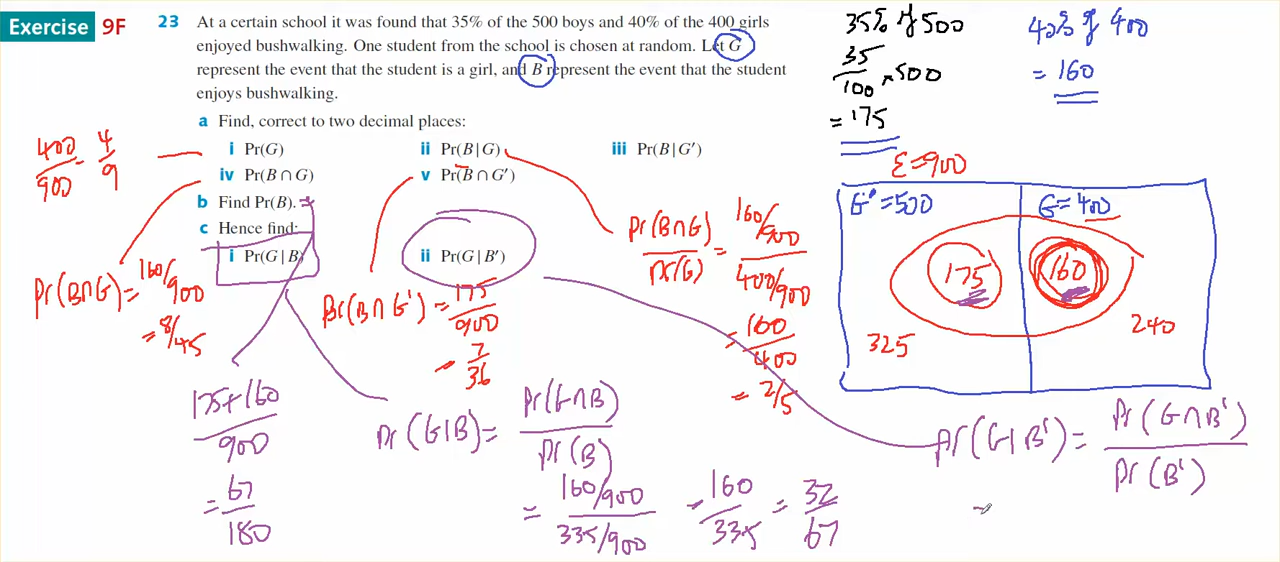 Exercise 9F
23 At a certain school it was found that 35% of the 500 boys and 40% of the 400 girls
enjoyed bushwalking. One student from the school is chosen at random. Let G
represent the event that the student is a girl, and B represent the event that the student
enjoys bushwalking.
a Find, correct to two decimal places:
i Pr(G) ii Pr(B | G) iii Pr(B | G′)
iv Pr(B ∩ G) v Pr(B ∩ G′)
b Find Pr(B).
c Hence find:
i Pr(G | B) ii Pr(G | B′)
35% of 500
35/100 × 500
= 175
40% of 400
= 160
400/900 = 4/9
Pr(B∩G) = 160/900
= 8/45
Pr(B∩G') = 175/900
= 7/36
Pr(B∩G)/Pr(G) = 160/900 / 400/900
= 160/400
= 2/5
ε=900
G'=500 G=400
175 160
325 240
175+160/900
= 67/180
Pr(G|B) = Pr(G∩B)/Pr(B)
= 160/900 / 335/900 = 160/335 = 32/67
Pr(G|B') = Pr(G∩B')/Pr(B')